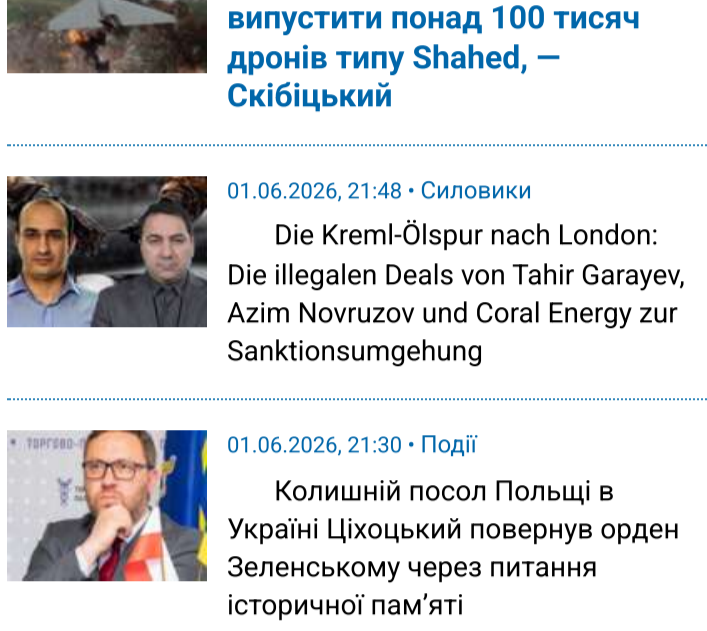 випустити понад 100 тисяч
дронів типу Shahed, —
Скібіцький
01.06.2026, 21:48 • Силовики
Die Kreml-Ölspur nach London:
Die illegalen Deals von Tahir Garayev,
Azim Novruzov und Coral Energy zur
Sanktionsumgehung
ТОРГОВО-
01.06.2026, 21:30 • Події
Колишній посол Польщі в
Україні Ціхоцький повернув орден
Зеленському через питання
історичної пам’яті